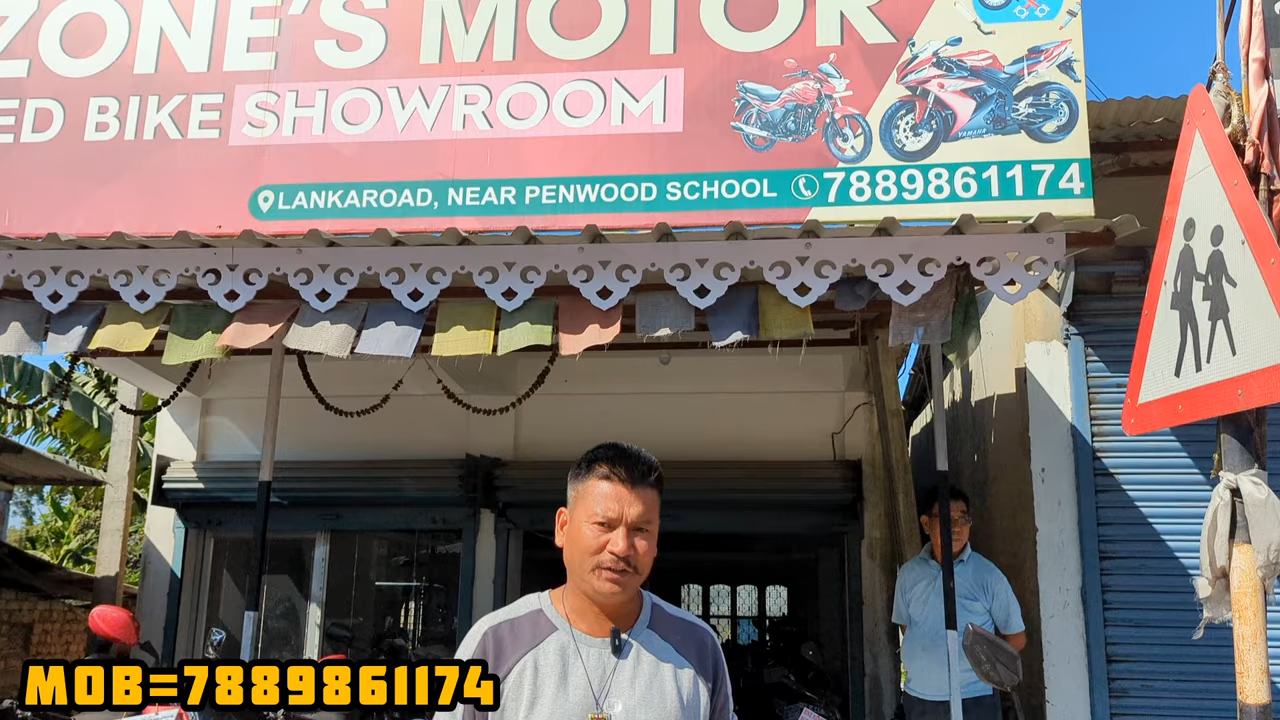 ZONE'S MOTOR
ED BIKE SHOWROOM
LANKAROAD, NEAR PENWOOD SCHOOL 7889861174
YAMAHA
MOB=7889861174